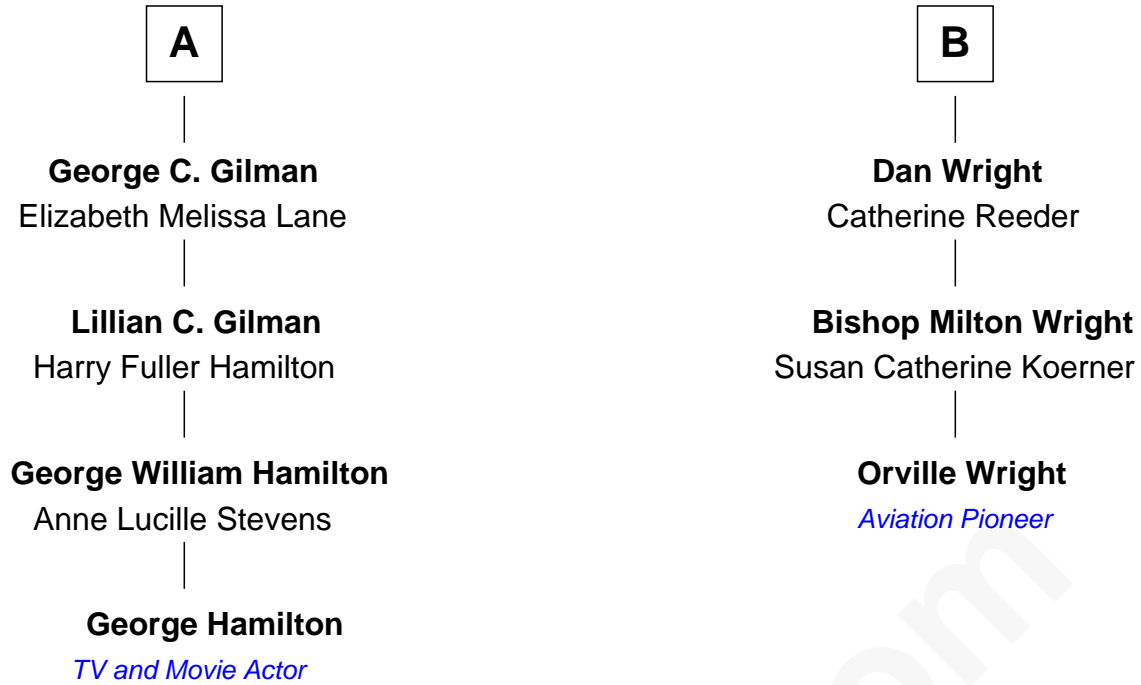 A
George C. Gilman
Elizabeth Melissa Lane
Lillian C. Gilman
Harry Fuller Hamilton
George William Hamilton
Anne Lucille Stevens
George Hamilton
TV and Movie Actor
B
Dan Wright
Catherine Reeder
Bishop Milton Wright
Susan Catherine Koerner
Orville Wright
Aviation Pioneer
om